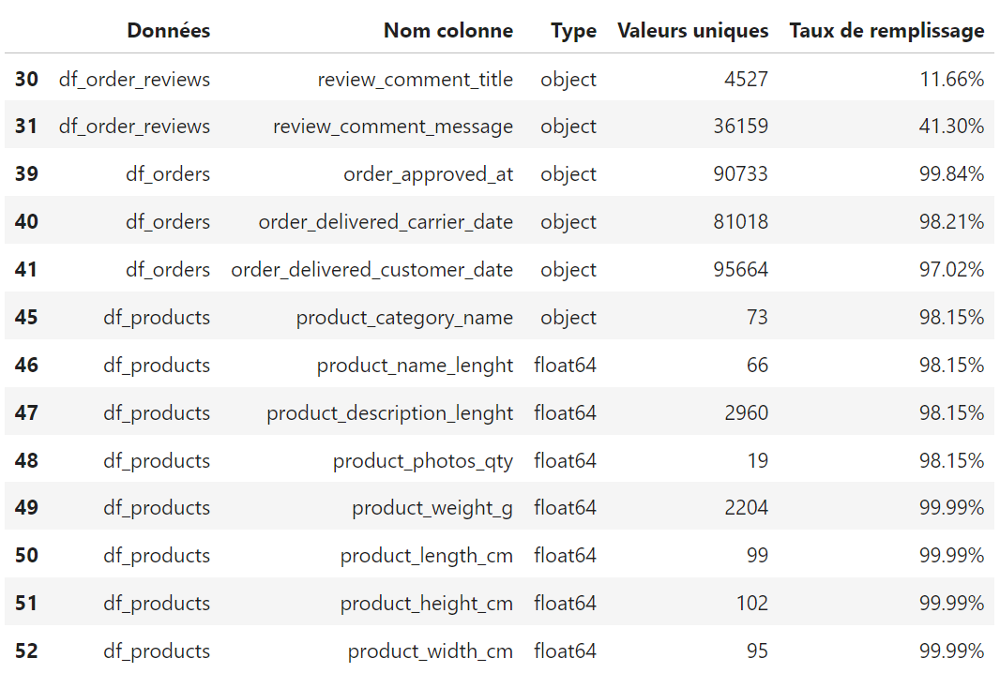 Données Nom colonne Type Valeurs uniques Taux de remplissage
30 df_order_reviews review_comment_title object 4527 11.66%
31 df_order_reviews review_comment_message object 36159 41.30%
39 df_orders order_approved_at object 90733 99.84%
40 df_orders order_delivered_carrier_date object 81018 98.21%
41 df_orders order_delivered_customer_date object 95664 97.02%
45 df_products product_category_name object 73 98.15%
46 df_products product_name_lenght float64 66 98.15%
47 df_products product_description_lenght float64 2960 98.15%
48 df_products product_photos_qty float64 19 98.15%
49 df_products product_weight_g float64 2204 99.99%
50 df_products product_length_cm float64 99 99.99%
51 df_products product_height_cm float64 102 99.99%
52 df_products product_width_cm float64 95 99.99%